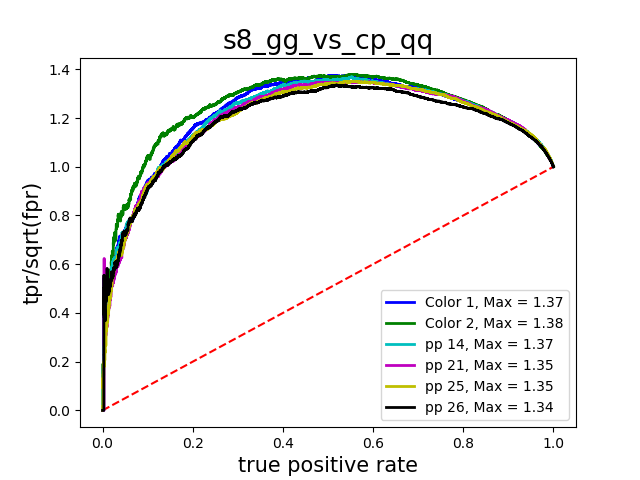 s8_gg_vs_cp_qq
tpr/sqrt(fpr)
1.4
1.2
1.0
0.8
0.6
0.4
0.2
0.0
Color 1, Max = 1.37
Color 2, Max = 1.38
pp 14, Max = 1.37
pp 21, Max = 1.35
pp 25, Max = 1.35
pp 26, Max = 1.34
0.0 0.2 0.4 0.6 0.8 1.0
true positive rate